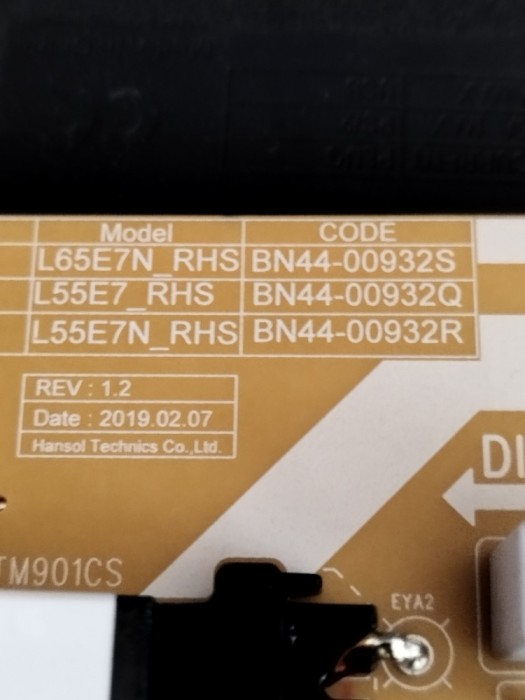 Model CODE
L65E7N_RHS BN44-00932S
L55E7_RHS BN44-00932Q
L55E7N_RHS BN44-00932R
REV : 1.2
Date : 2019.02.07
Hansol Technics Co.,Ltd.
DI
TM901CS
EYA2